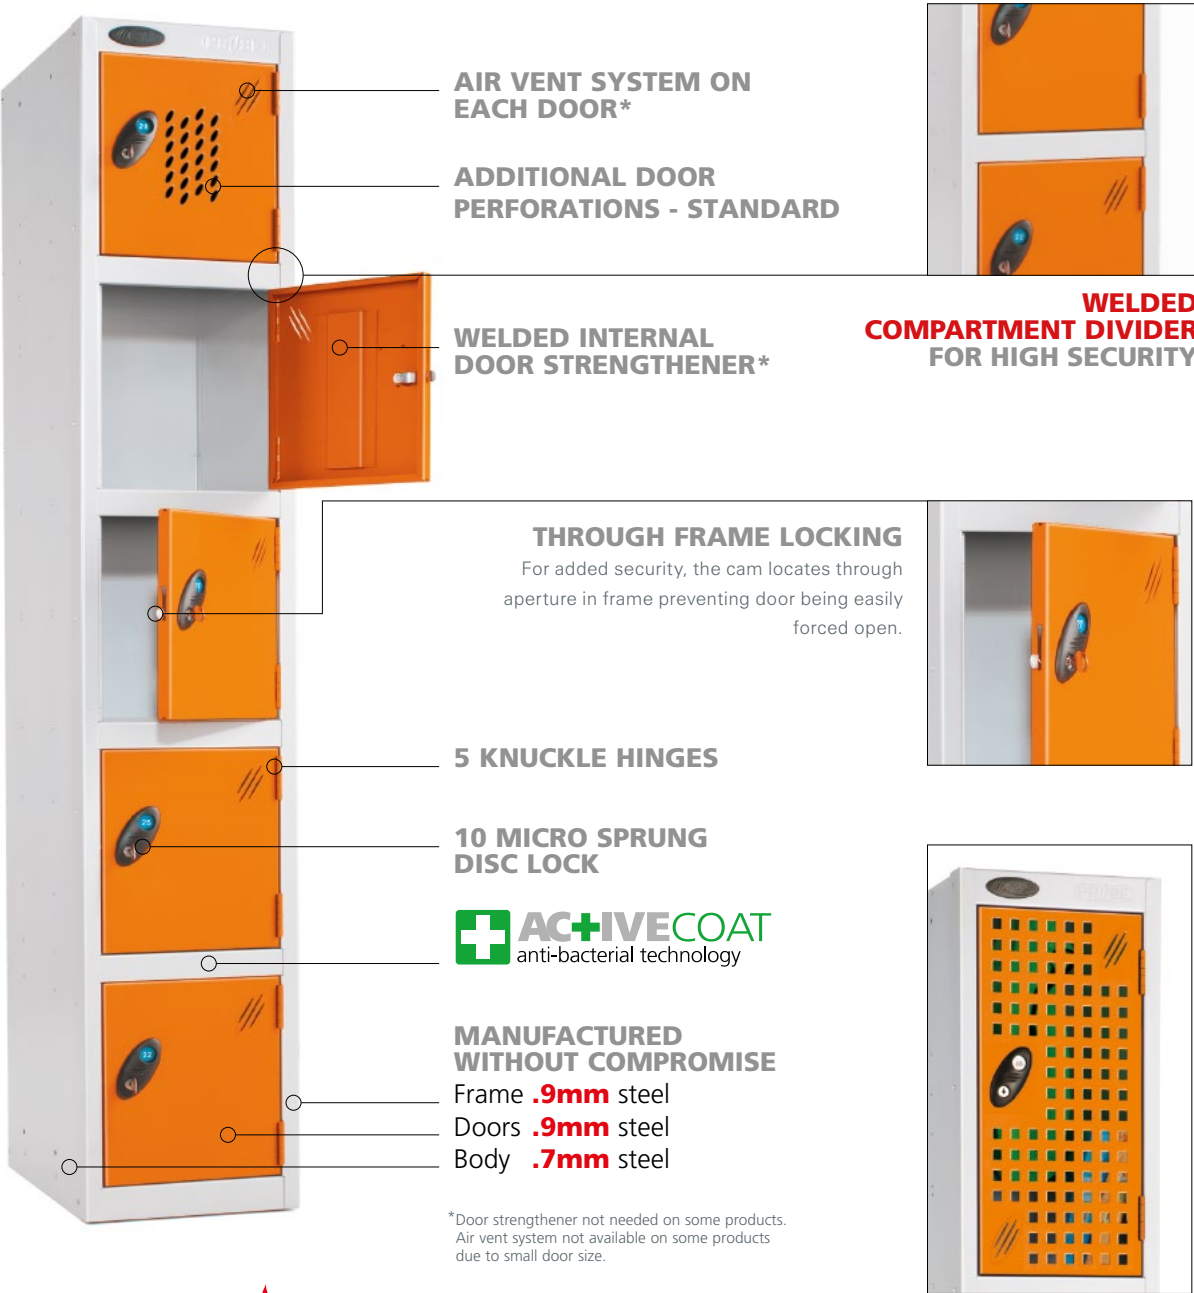 AIR VENT SYSTEM ON
EACH DOOR*
ADDITIONAL DOOR
PERFORATIONS - STANDARD
WELDED INTERNAL
DOOR STRENGTHENER*
WELDED
COMPARTMENT DIVIDER
FOR HIGH SECURITY
THROUGH FRAME LOCKING
For added security, the cam locates through
aperture in frame preventing door being easily
forced open.
5 KNUCKLE HINGES
10 MICRO SPRUNG
DISC LOCK
ACTIVECOAT
anti-bacterial technology
MANUFACTURED
WITHOUT COMPROMISE
Frame .9mm steel
Doors .9mm steel
Body .7mm steel
*Door strengthener not needed on some products.
Air vent system not available on some products
due to small door size.
25
32